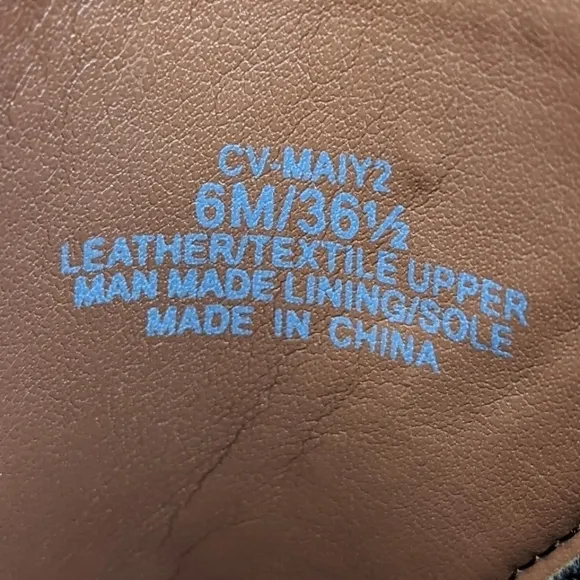 CV-MAIY2
6M/36½
LEATHER/TEXTILE UPPER
MAN MADE LINING/SOLE
MADE IN CHINA